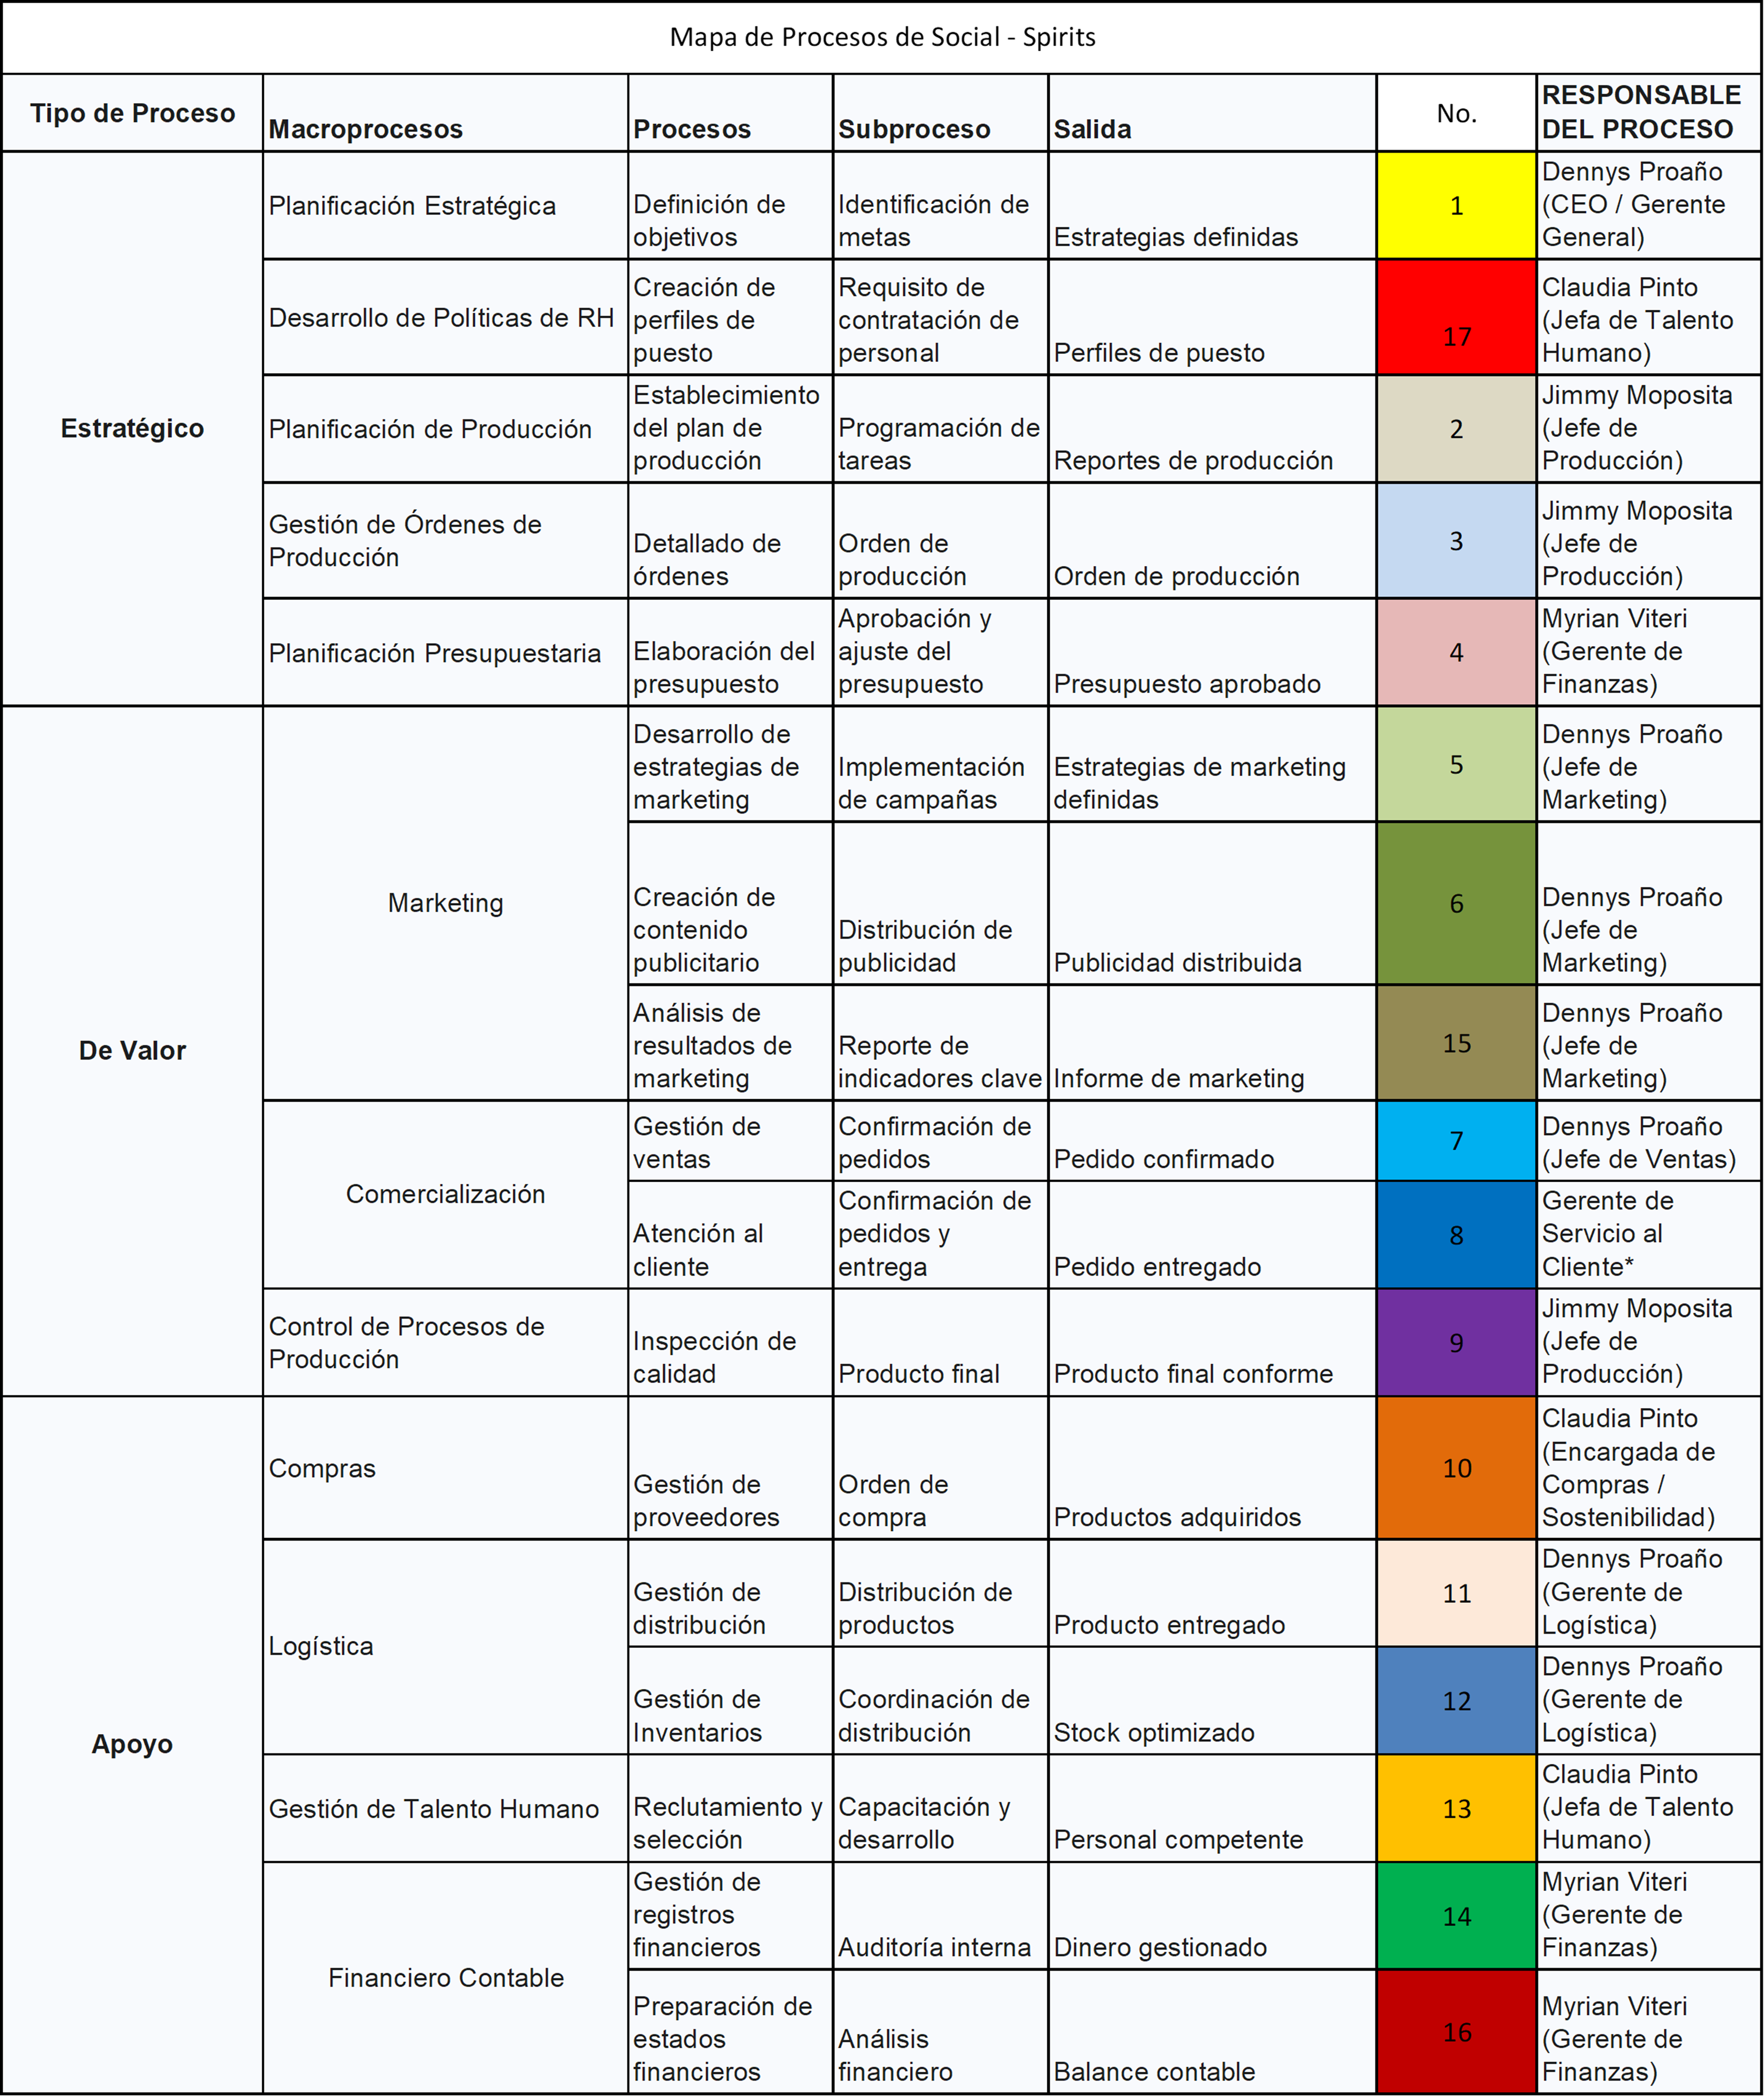 Mapa de Procesos de Social - Spirits
Tipo de Proceso
Macroprocesos
Procesos
Subproceso
Salida
No.
RESPONSABLE
DEL PROCESO
Estratégico
Planificación Estratégica
Definición de
objetivos
Identificación de
metas
Estrategias definidas
1
Dennys Proaño
(CEO / Gerente
General)
Desarrollo de Políticas de RH
Creación de
perfiles de
puesto
Requisito de
contratación de
personal
Perfiles de puesto
17
Claudia Pinto
(Jefa de Talento
Humano)
Planificación de Producción
Establecimiento
del plan de
producción
Programación de
tareas
Reportes de producción
2
Jimmy Moposita
(Jefe de
Producción)
Gestión de Órdenes de
Producción
Detallado de
órdenes
Orden de
producción
Orden de producción
3
Jimmy Moposita
(Jefe de
Producción)
Planificación Presupuestaria
Elaboración del
presupuesto
Aprobación y
ajuste del
presupuesto
Presupuesto aprobado
4
Myrian Viteri
(Gerente de
Finanzas)
De Valor
Marketing
Desarrollo de
estrategias de
marketing
Implementación
de campañas
Estrategias de marketing
definidas
5
Dennys Proaño
(Jefe de
Marketing)
Creación de
contenido
publicitario
Distribución de
publicidad
Publicidad distribuida
6
Dennys Proaño
(Jefe de
Marketing)
Análisis de
resultados de
marketing
Reporte de
indicadores clave
Informe de marketing
15
Dennys Proaño
(Jefe de
Marketing)
Comercialización
Gestión de
ventas
Confirmación de
pedidos
Pedido confirmado
7
Dennys Proaño
(Jefe de Ventas)
Atención al
cliente
Confirmación de
pedidos y
entrega
Pedido entregado
8
Gerente de
Servicio al
Cliente*
Control de Procesos de
Producción
Inspección de
calidad
Producto final
Producto final conforme
9
Jimmy Moposita
(Jefe de
Producción)
Apoyo
Compras
Gestión de
proveedores
Orden de
compra
Productos adquiridos
10
Claudia Pinto
(Encargada de
Compras /
Sostenibilidad)
Logística
Gestión de
distribución
Distribución de
productos
Producto entregado
11
Dennys Proaño
(Gerente de
Logística)
Gestión de
Inventarios
Coordinación de
distribución
Stock optimizado
12
Dennys Proaño
(Gerente de
Logística)
Gestión de Talento Humano
Reclutamiento y
selección
Capacitación y
desarrollo
Personal competente
13
Claudia Pinto
(Jefa de Talento
Humano)
Financiero Contable
Gestión de
registros
financieros
Auditoría interna
Dinero gestionado
14
Myrian Viteri
(Gerente de
Finanzas)
Preparación de
estados
financieros
Análisis
financiero
Balance contable
16
Myrian Viteri
(Gerente de
Finanzas)